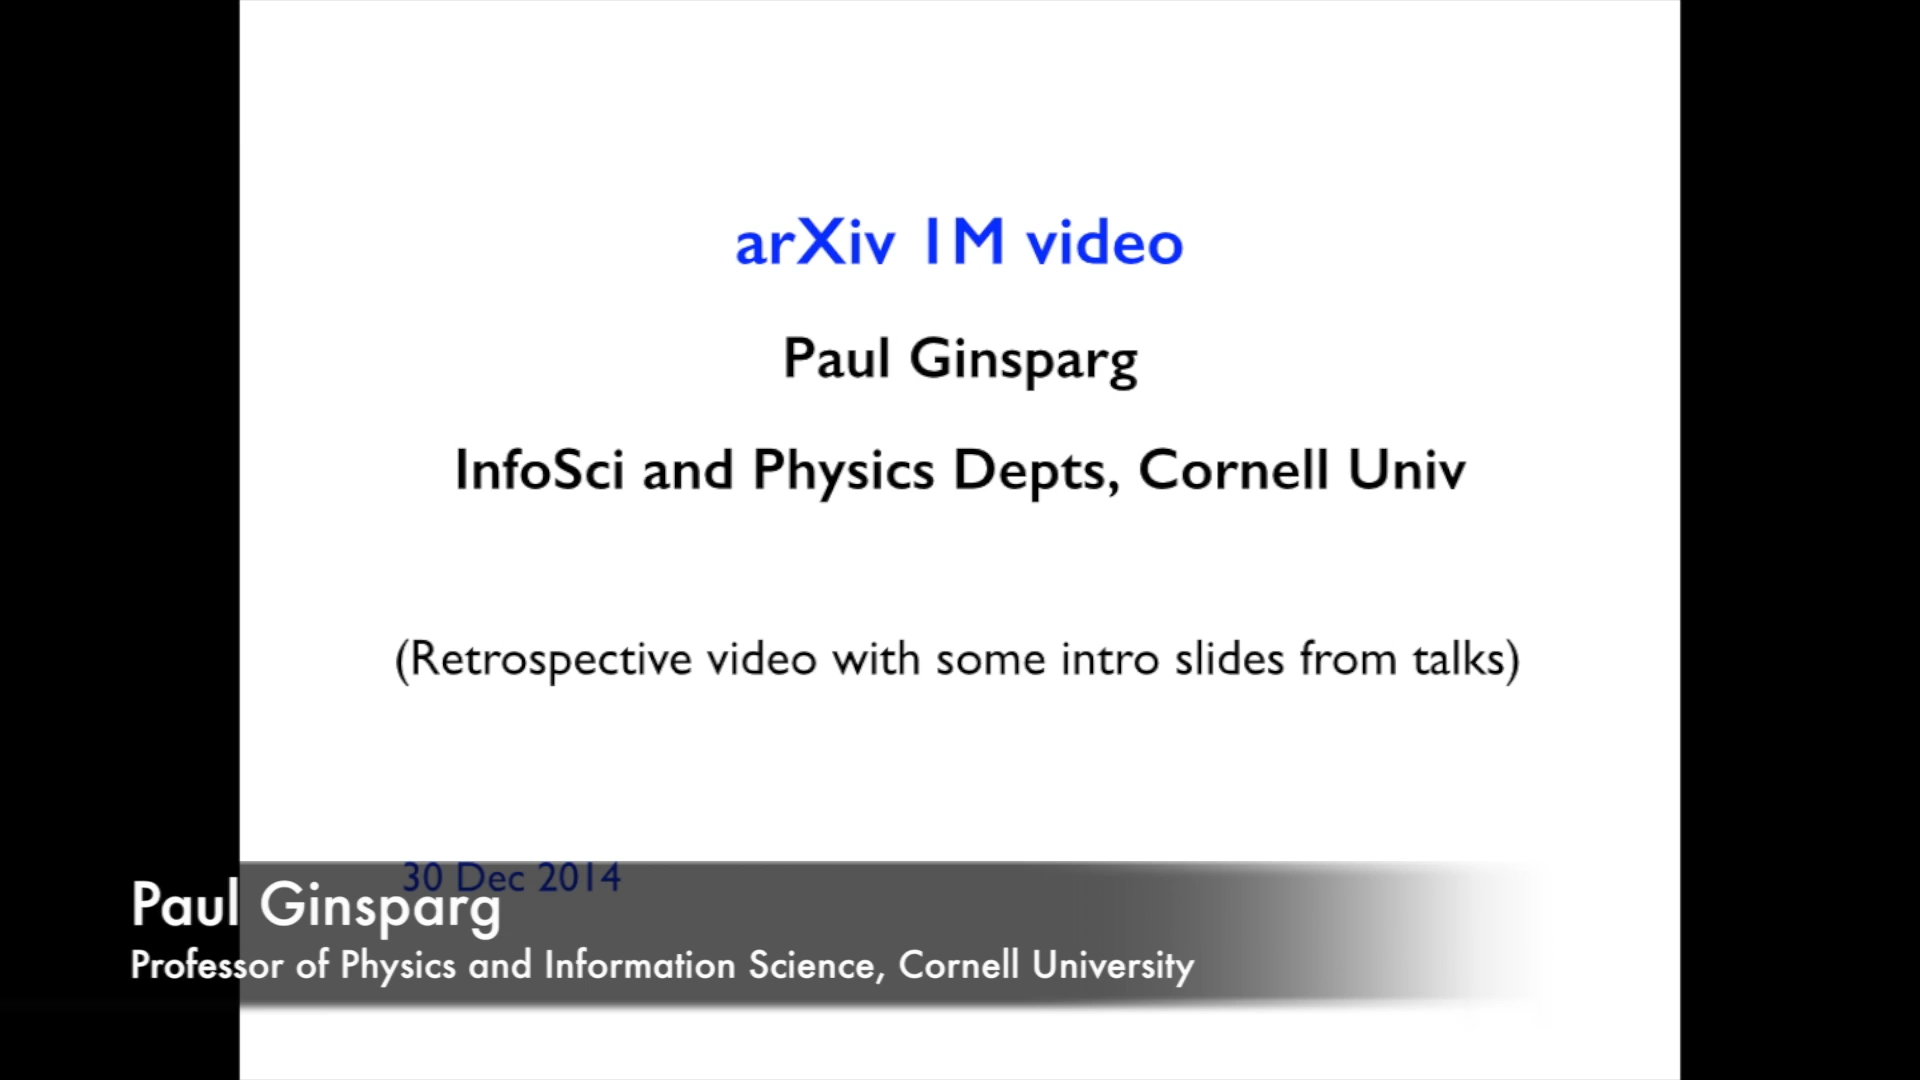 arXiv 1M video
Paul Ginsparg
InfoSci and Physics Depts, Cornell Univ
(Retrospective video with some intro slides from talks)
30 Dec 2014
Paul Ginsparg
Professor of Physics and Information Science, Cornell University